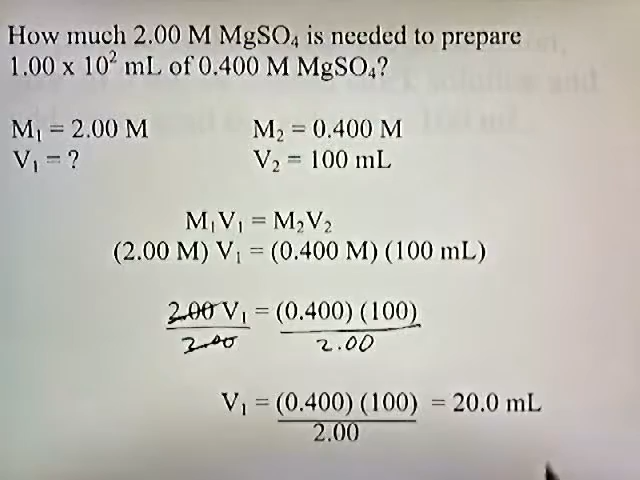 How much 2.00 M MgSO₄ is needed to prepare
1.00 x 10² mL of 0.400 M MgSO₄?
M₁ = 2.00 M M₂ = 0.400 M
V₁ = ? V₂ = 100 mL
M₁V₁ = M₂V₂
(2.00 M) V₁ = (0.400 M) (100 mL)
2.00 V₁ = (0.400) (100)
2.00 2.00
V₁ = (0.400) (100) = 20.0 mL
2.00